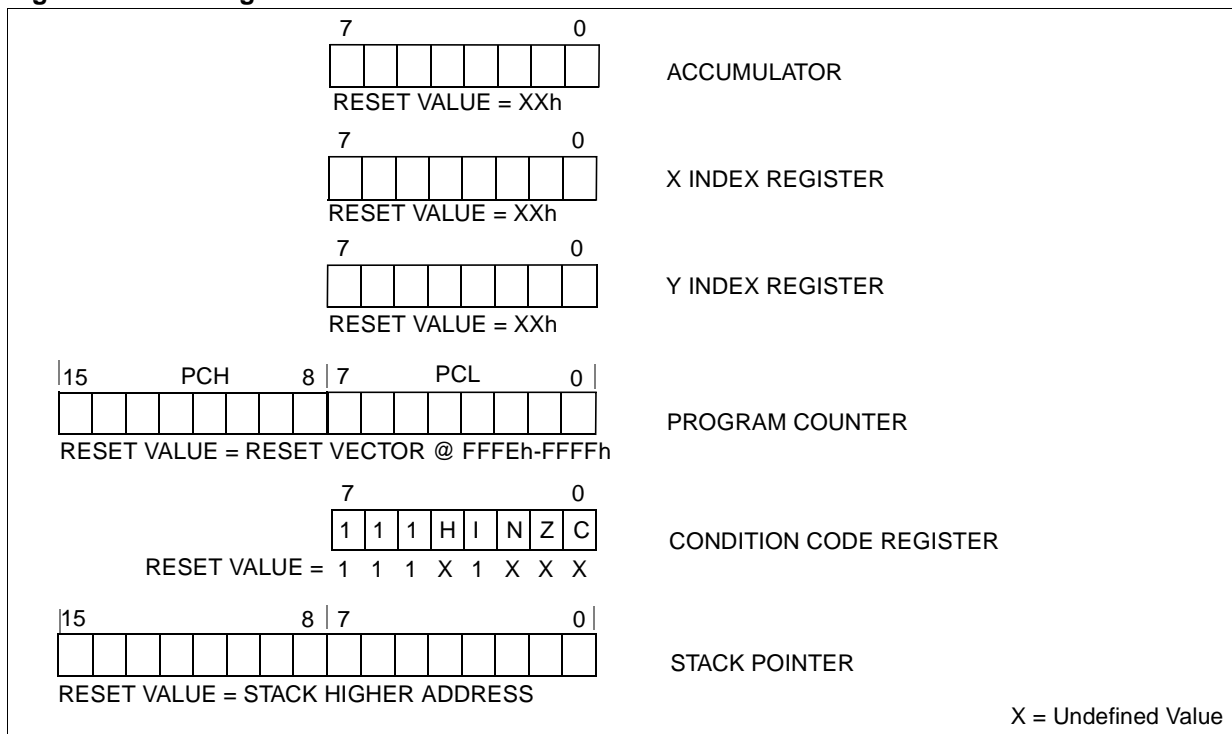 7 0
ACCUMULATOR
RESET VALUE = XXh
7 0
X INDEX REGISTER
RESET VALUE = XXh
7 0
Y INDEX REGISTER
RESET VALUE = XXh
15 PCH 8 7 PCL 0
PROGRAM COUNTER
RESET VALUE = RESET VECTOR @ FFFEh-FFFFh
7 0
1 1 1 H I N Z C
CONDITION CODE REGISTER
RESET VALUE = 1 1 1 X 1 X X X
15 8 7 0
STACK POINTER
RESET VALUE = STACK HIGHER ADDRESS
X = Undefined Value